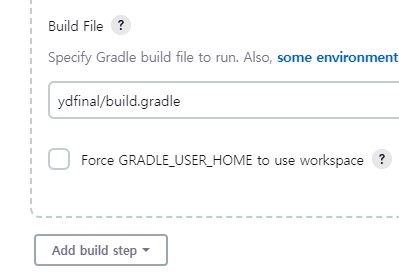 Build File ?
Specify Gradle build file to run. Also, some environment
ydfinal/build.gradle
Force GRADLE_USER_HOME to use workspace ?
Add build step